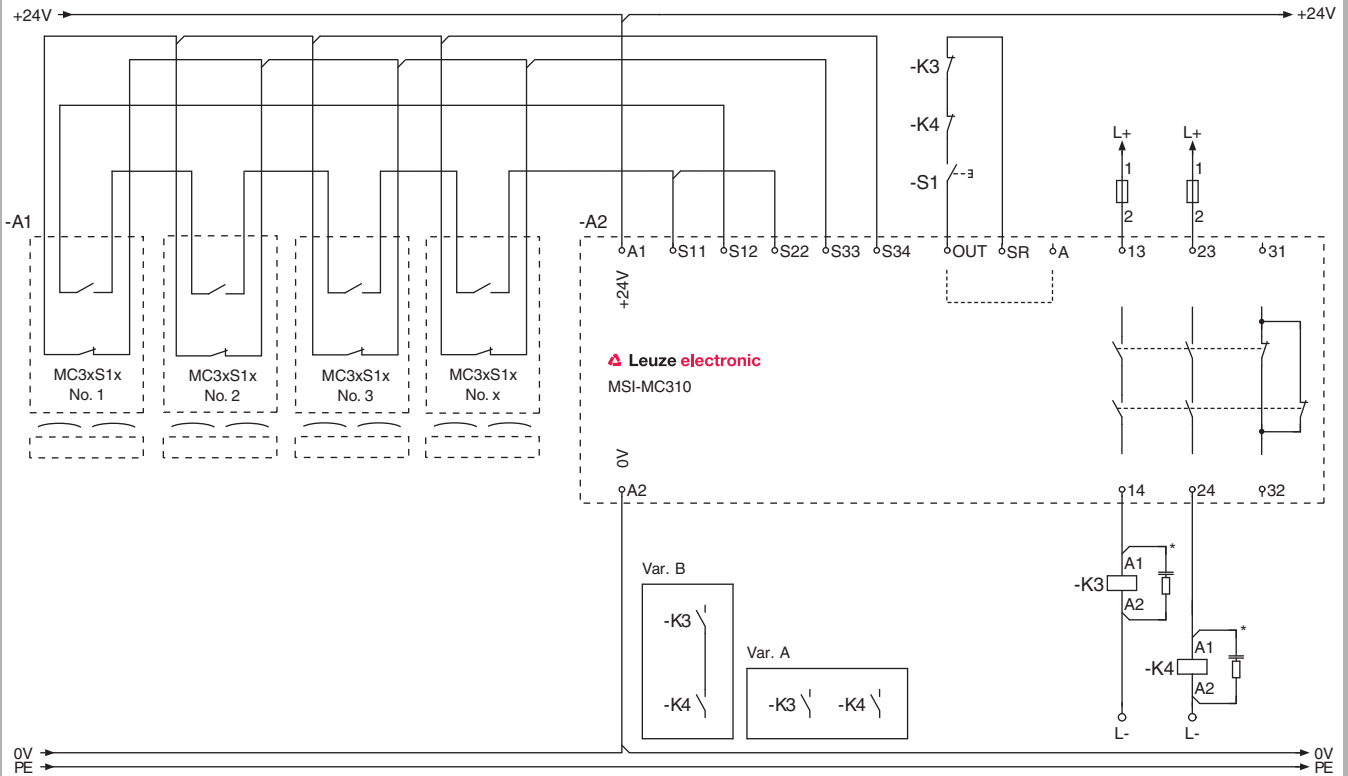 +24V
+24V
-K3
-K4
-S1
L+
L+
1
1
2
2
-A1
-A2
A1
S11
S12
S22
S33
S34
OUT
SR
A
13
23
31
+24V
Leuze electronic
MSI-MC310
MC3xS1x
No. 1
MC3xS1x
No. 2
MC3xS1x
No. 3
MC3xS1x
No. x
0V
A2
14
24
32
Var. B
-K3
-K4
Var. A
-K3
-K4
*
A1
-K3
A2
*
A1
-K4
A2
L-
L-
0V
0V
PE
PE